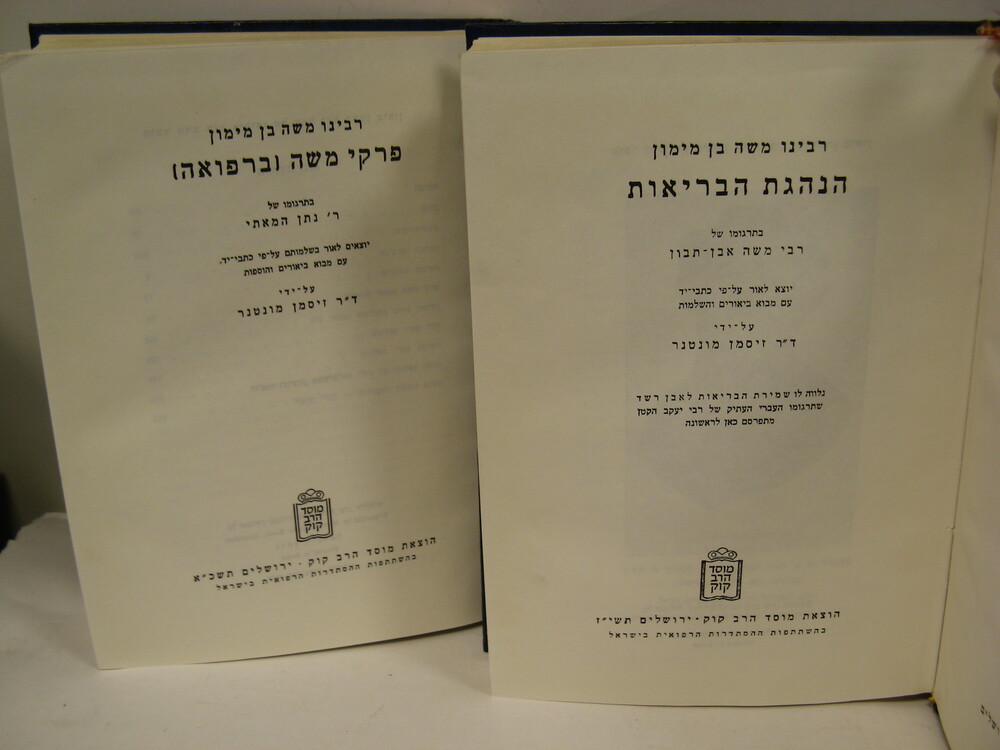 רבינו משה בן מימון
הנהגת הבריאות
בתרגומו של
רבי משה אבן-תבון
יוצא לאור על-פי כתבי-יד
עם מבוא ביאורים והשלמות
על-ידי
ד"ר זיסמן מונטנר
נלווה לו שמירת הבריאות לאבן רשד
שתרגומו העברי העתיק של רבי יעקב הקטן
מתפרסם כאן לראשונה
מוסד
הרב
קוק
הוצאת מוסד הרב קוק · ירושלים תשי"ז
בהשתתפות ההסתדרות הרפואית בישראל
רבינו משה בן מימון
פרקי משה (ברפואה)
בתרגומו של
ר' נתן המאתי
יוצאים לאור בשלמותם על-פי כתבי-יד.
עם מבוא ביאורים והוספות
על-ידי
ד"ר זיסמן מונטנר
מוסד
הרב
קוק
הוצאת מוסד הרב קוק · ירושלים תשכ"א
בהשתתפות ההסתדרות הרפואית בישראל